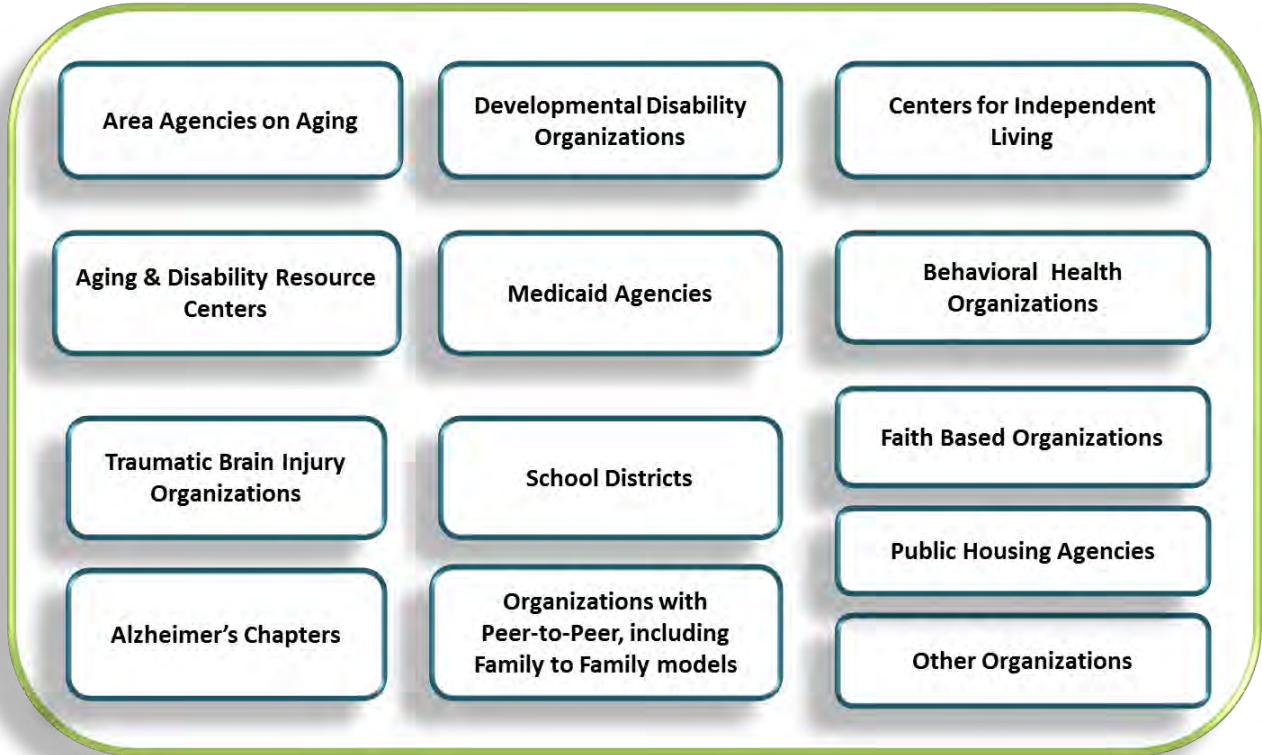 Area Agencies on Aging
Developmental Disability
Organizations
Centers for Independent
Living
Aging & Disability Resource
Centers
Medicaid Agencies
Behavioral Health
Organizations
Traumatic Brain Injury
Organizations
School Districts
Faith Based Organizations
Public Housing Agencies
Alzheimer’s Chapters
Organizations with
Peer-to-Peer, including
Family to Family models
Other Organizations